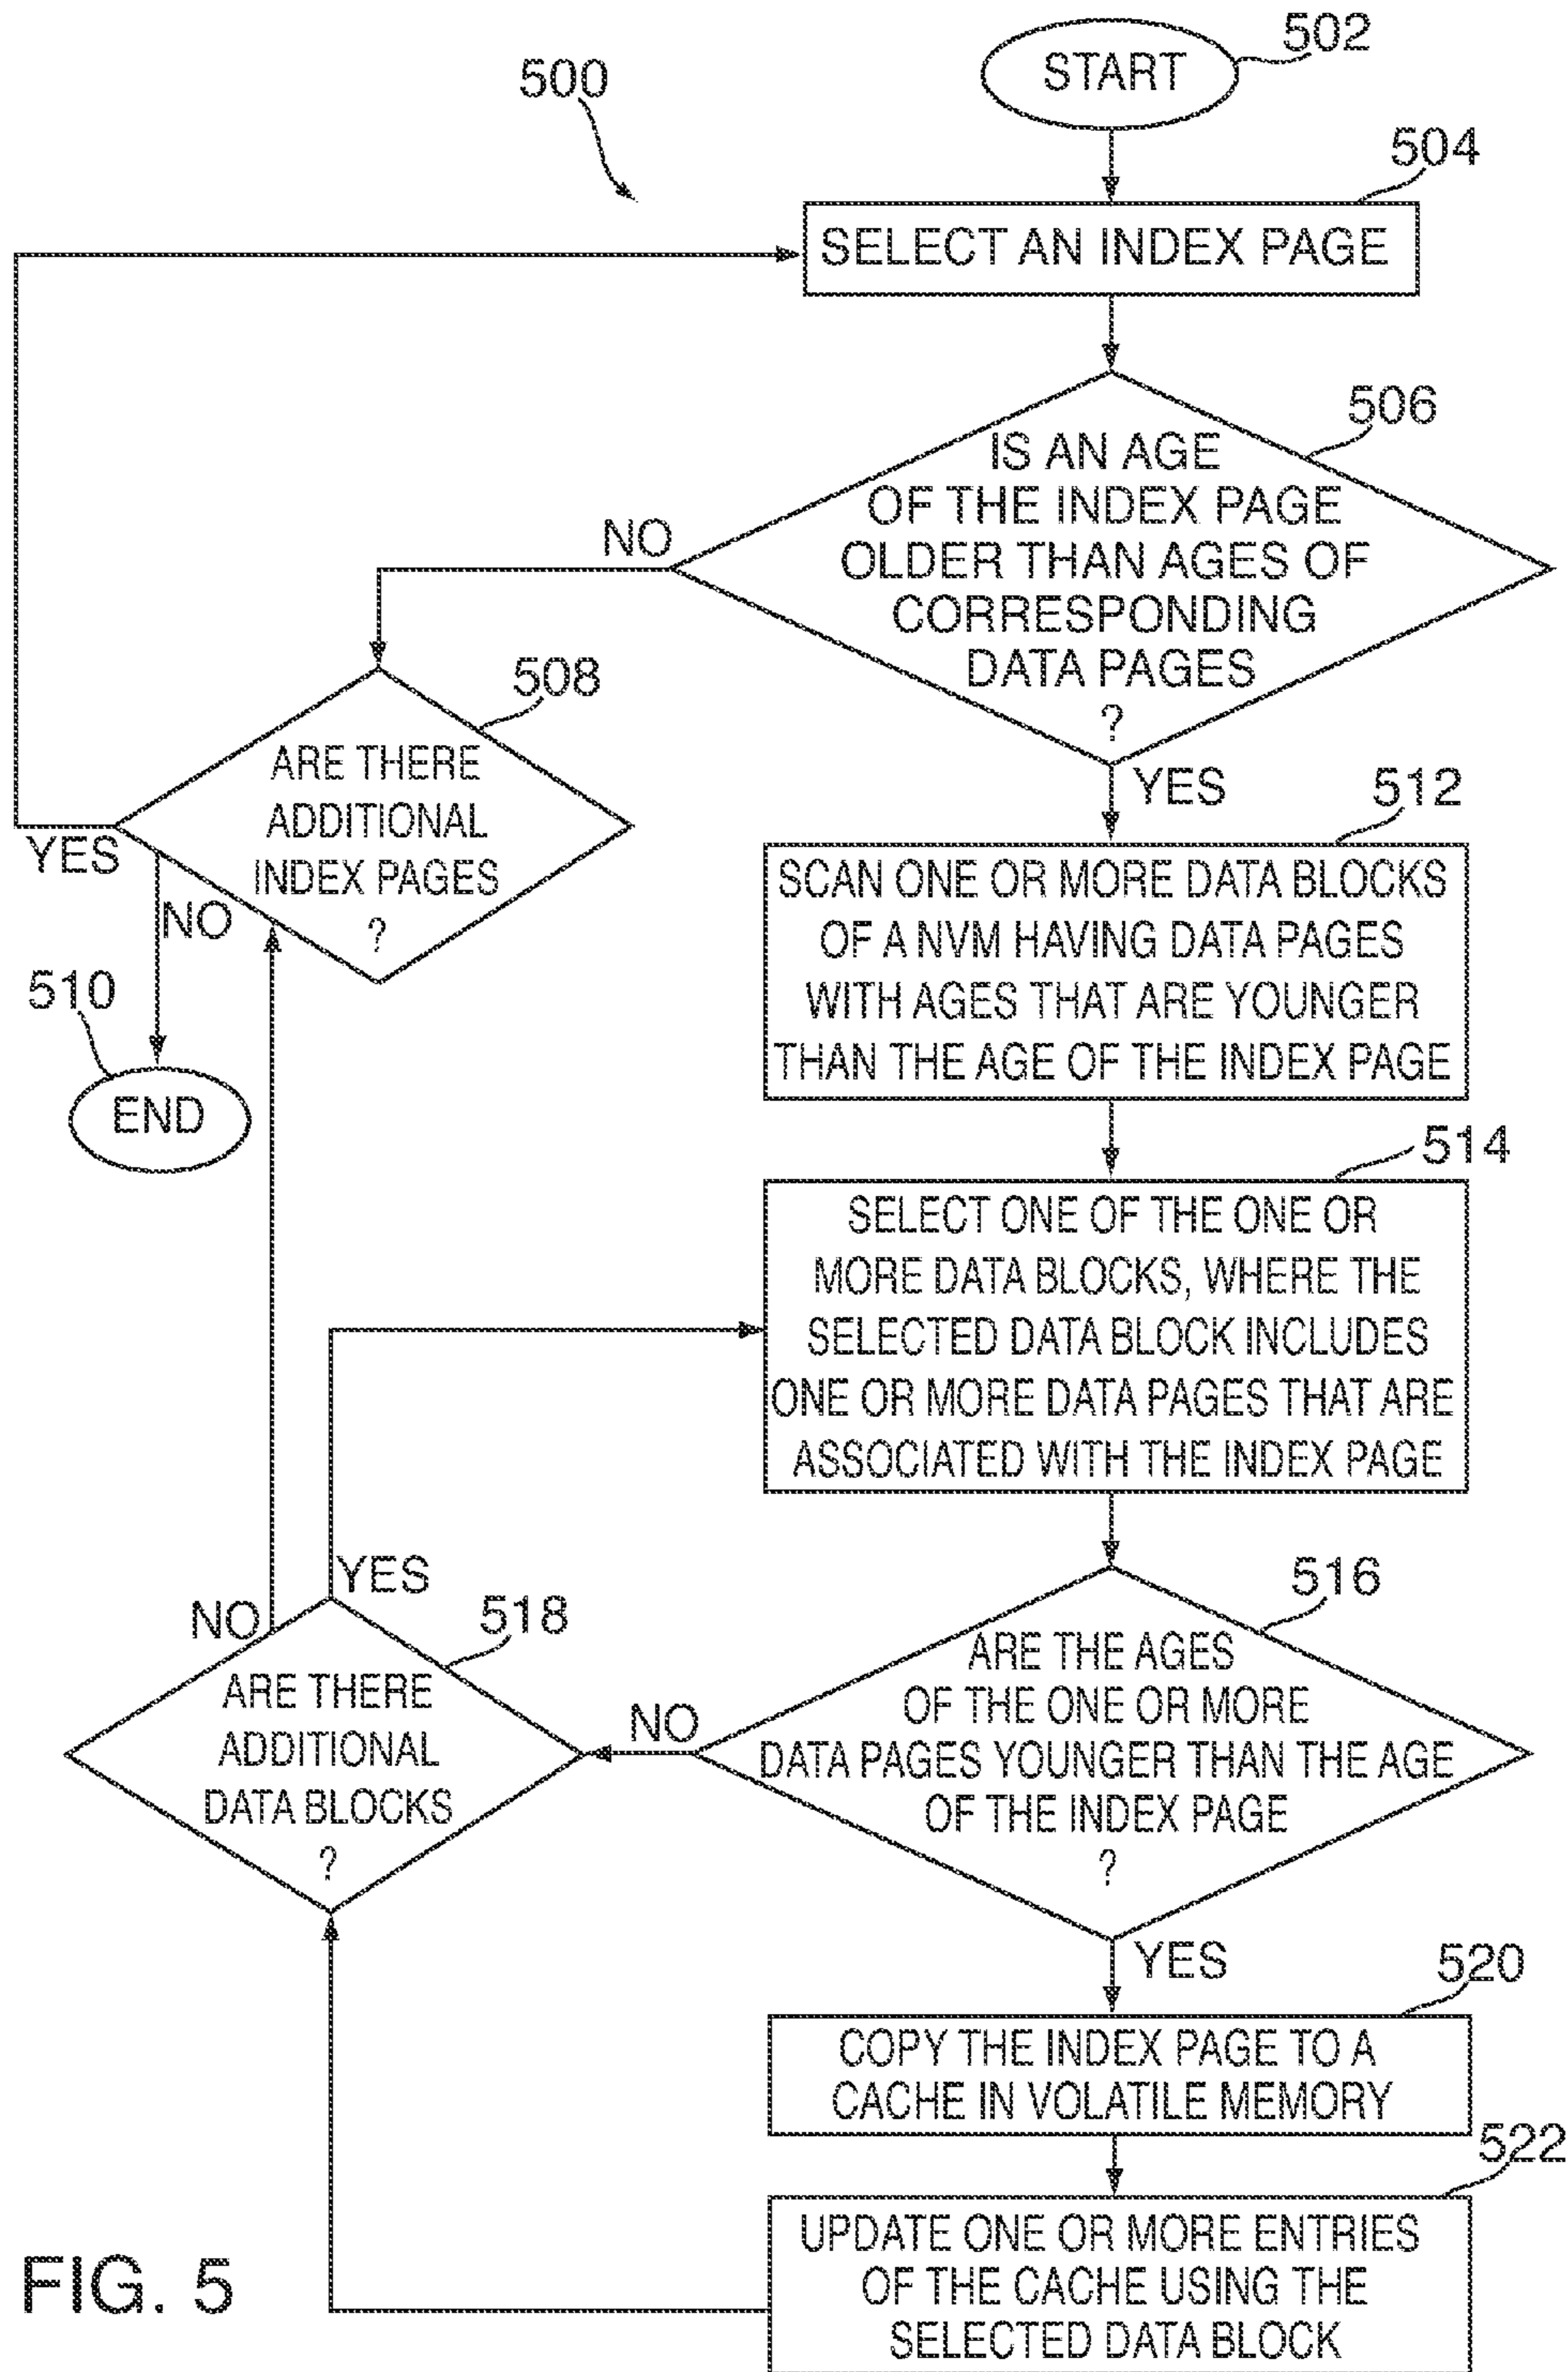 502
START
500
504
SELECT AN INDEX PAGE
506
IS AN AGE
OF THE INDEX PAGE
OLDER THAN AGES OF
CORRESPONDING
DATA PAGES
?
NO
YES
508
ARE THERE
ADDITIONAL
INDEX PAGES
?
YES
NO
510
END
512
SCAN ONE OR MORE DATA BLOCKS
OF A NVM HAVING DATA PAGES
WITH AGES THAT ARE YOUNGER
THAN THE AGE OF THE INDEX PAGE
514
SELECT ONE OF THE ONE OR
MORE DATA BLOCKS, WHERE THE
SELECTED DATA BLOCK INCLUDES
ONE OR MORE DATA PAGES THAT ARE
ASSOCIATED WITH THE INDEX PAGE
516
ARE THE AGES
OF THE ONE OR MORE
DATA PAGES YOUNGER THAN THE AGE
OF THE INDEX PAGE
?
NO
YES
YES
NO
518
ARE THERE
ADDITIONAL
DATA BLOCKS
?
520
COPY THE INDEX PAGE TO A
CACHE IN VOLATILE MEMORY
522
UPDATE ONE OR MORE ENTRIES
OF THE CACHE USING THE
SELECTED DATA BLOCK
FIG. 5